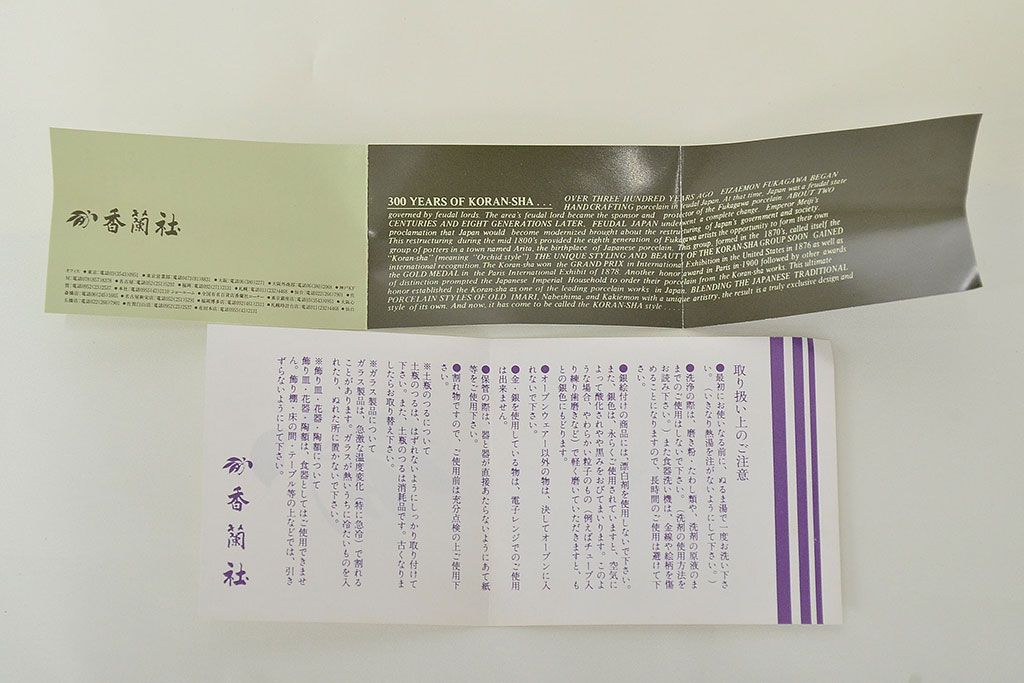 香蘭社
300 YEARS OF KORAN-SHA . . .
OVER THREE HUNDRED YEARS AGO EIZAEMON FUKAGAWA BEGAN
HANDCRAFTING porcelain in feudal Japan. At that time, Japan was a feudal state
governed by feudal lords. The area's feudal lord became the sponsor and protector of the Fukagawa porcelain. ABOUT TWO
CENTURIES AND EIGHT GENERATIONS LATER, FEUDAL JAPAN underwent a complete change. Emperor Meiji's
proclamation that Japan would become modernized brought about the restructuring of Japan's government and society.
This restructuring during the mid 1800's provided the eighth generation of Fukagawa artists the opportunity to form their own
group of potters in a town named Arita, the birthplace of Japanese porcelain. This group, formed in the 1870's, called itself the
"Koran-sha" (meaning "Orchid style"). THE UNIQUE STYLING AND BEAUTY OF THE KORAN-SHA GROUP SOON GAINED
international recognition. The Koran-sha won the GRAND PRIX in International Exhibition in the United States in 1876 as well as
the GOLD MEDAL in the Paris International Exhibit of 1878. Another honor award in Paris in 1900 followed by other awards
of distinction prompted the Japanese Imperial Household to order their porcelain from the Koran-sha works. This ultimate
honor established the Koran-sha as one of the leading porcelain works in Japan. BLENDING THE JAPANESE TRADITIONAL
PORCELAIN STYLES OF OLD IMARI, Nabeshima, and Kakiemon with a unique artistry, the result is a truly exclusive design and
style of its own. And now, it has come to be called the KORAN-SHA style . . .
取り扱い上のご注意
●最初にお使いになる前に、ぬるま湯で一度お洗い下さ
い。(いきなり熱湯を注がないようにして下さい。)
●洗浄の際は、磨き粉、たわし類や、洗剤の原液のま
までのご使用はしないで下さい。(洗剤の使用方法を
お読み下さい。)また食器洗い機は、金線や絵柄を傷
めることになりますので、長時間のご使用は避けて下
さい。
●銀絵付けの商品には、漂白剤を使用しないで下さい。
また、銀色は、永らくご使用されていますと、空気に
よって酸化されやや黒みをおびてまいります。このよ
うな場合、やわらかい粒子のもの(例えばチューブ入
り練り歯磨きなど)で軽く磨いていただきますと、も
との銀色にもどります。
●オーブンウェアー以外の物は、決してオーブンに入
れないで下さい。
●金・銀を使用している物は、電子レンジでのご使用
は出来ません。
●保管の際は、器と器が直接あたらないようにあて紙
等をご使用下さい。
●割れ物ですので、ご使用前は充分点検の上ご使用下
さい。
※土瓶のつるについて
土瓶のつるは、はずれないようにしっかり取り付けて
下さい。また、土瓶のつるは消耗品です。古くなりま
したらお取り替え下さい。
※ガラス製品について
ガラス製品は、急激な温度変化(特に急冷)で割れる
ことがあります。ガラスが熱いうちに冷たいものを入
れたり、ぬれた所に置かないで下さい。
※飾り皿・花器・陶額について
飾り皿・花器・陶額は、食器としてはご使用できませ
ん。飾り棚・床の間・テーブル等の上などでは、引き
ずらないようにして下さい。
香蘭社